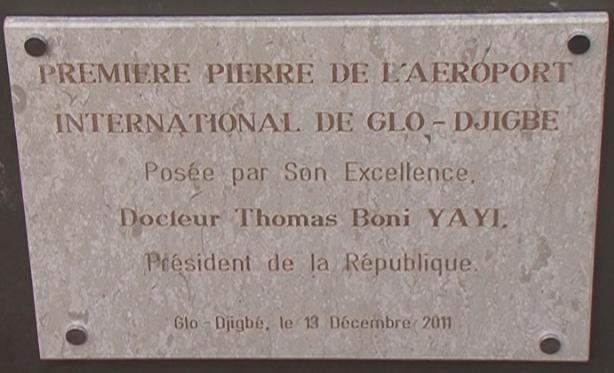 PREMIERE PIERRE DE L'AEROPORT
INTERNATIONAL DE GLO - DJIGBE
Posée par Son Excellence,
Docteur Thomas Boni YAYI,
Président de la République.
Glo - Djigbé, le 13 Décembre 2011